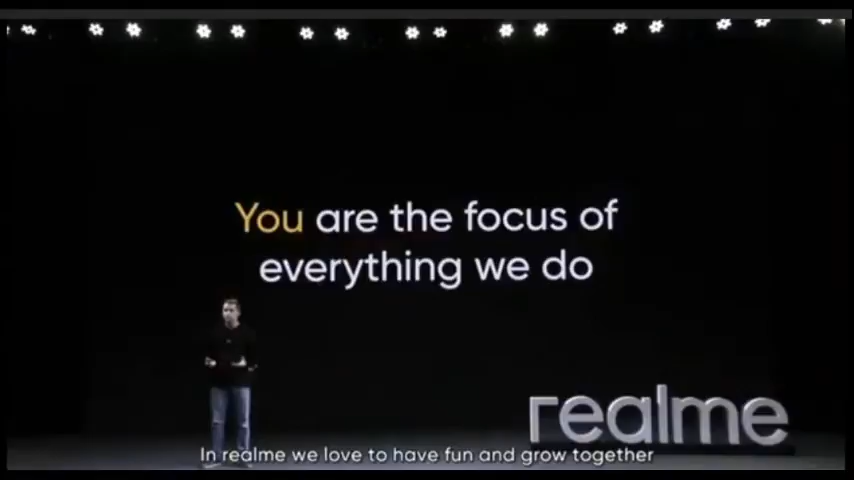 You are the focus of
everything we do
realme
In realme we love to have fun and grow together